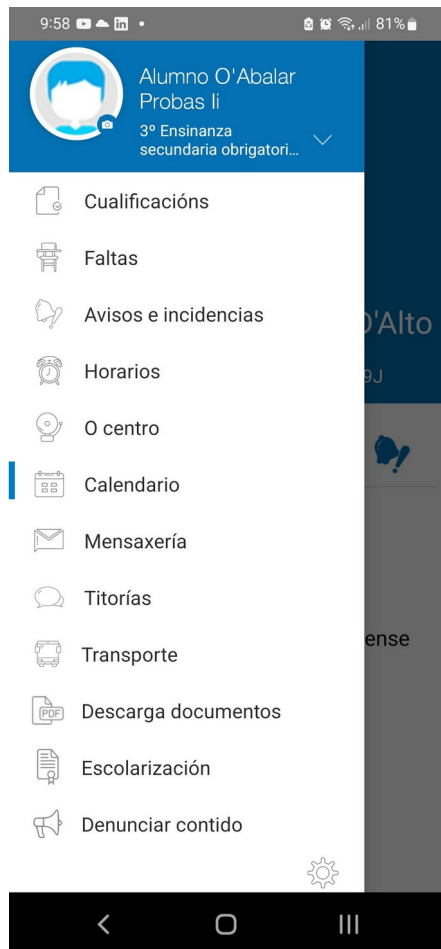 9:58
81%
Alumno O'Abalar
Probas Ii
3º Ensinanza
secundaria obrigatori...
Cualificacións
Faltas
Avisos e incidencias
O'Alto
Horarios
9J
O centro
Calendario
Mensaxería
Titorías
ense
Transporte
PDF
Descarga documentos
Escolarización
Denunciar contido